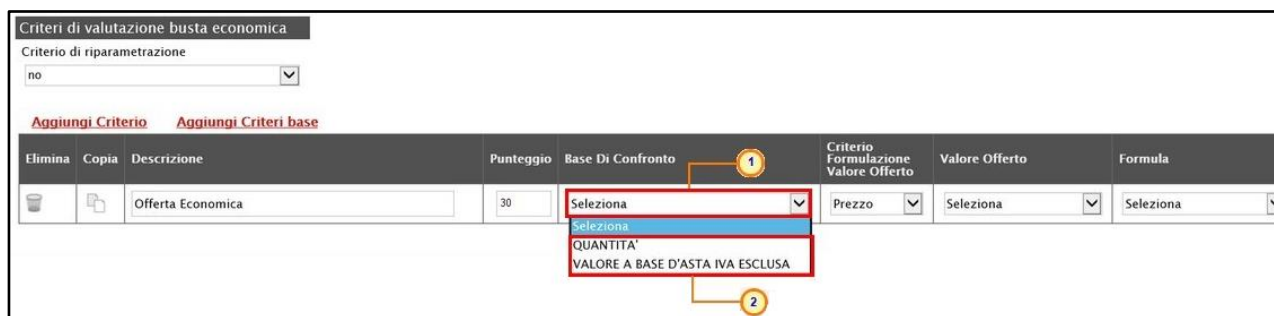 Criteri di valutazione busta economica
Criterio di riparametrazione
no
Aggiungi Criterio Aggiungi Criteri base
Elimina Copia Descrizione Punteggio Base Di Confronto 1 Criterio Formulazione Valore Offerto Valore Offerto Formula
Offerta Economica 30 Seleziona Prezzo Seleziona Seleziona
Seleziona
QUANTITA'
VALORE A BASE D'ASTA IVA ESCLUSA
2